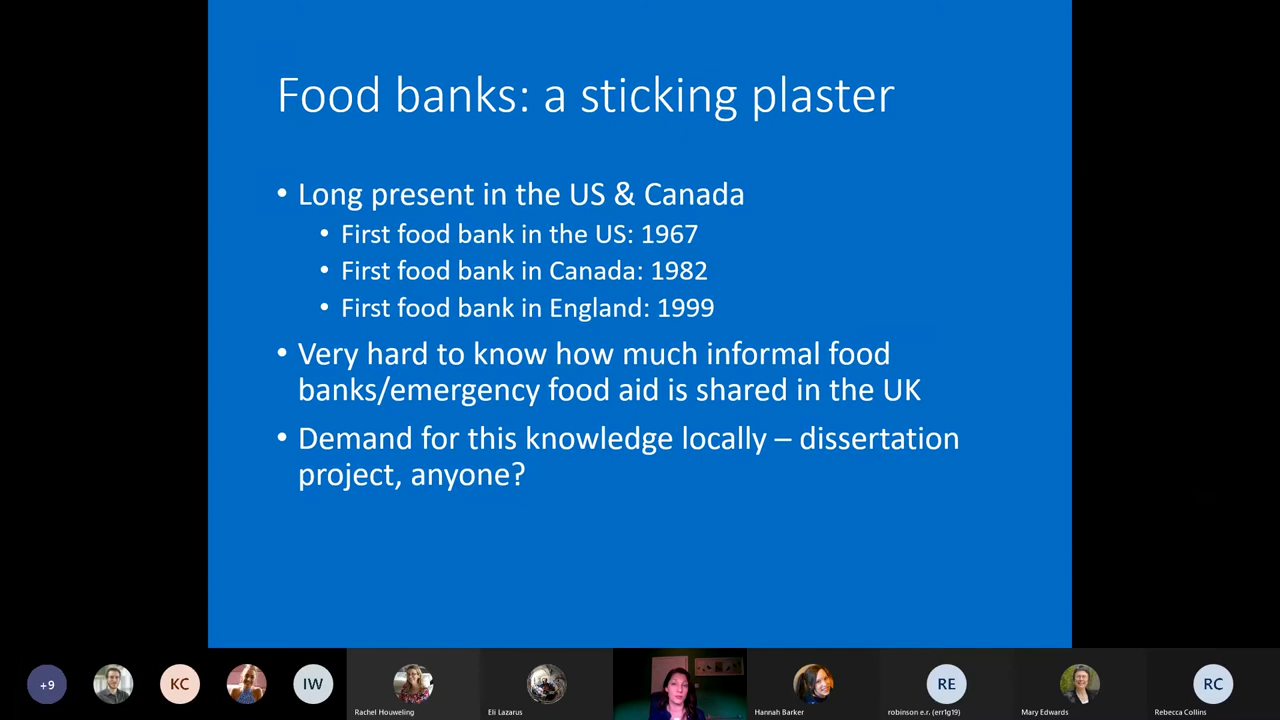 Food banks: a sticking plaster
• Long present in the US & Canada
• First food bank in the US: 1967
• First food bank in Canada: 1982
• First food bank in England: 1999
• Very hard to know how much informal food
banks/emergency food aid is shared in the UK
• Demand for this knowledge locally – dissertation
project, anyone?
+9
KC
IW
Rachel Houweling
Eli Lazarus
Hannah Barker
RE
robinson e.r. (err1g19)
Mary Edwards
RC
Rebecca Collins